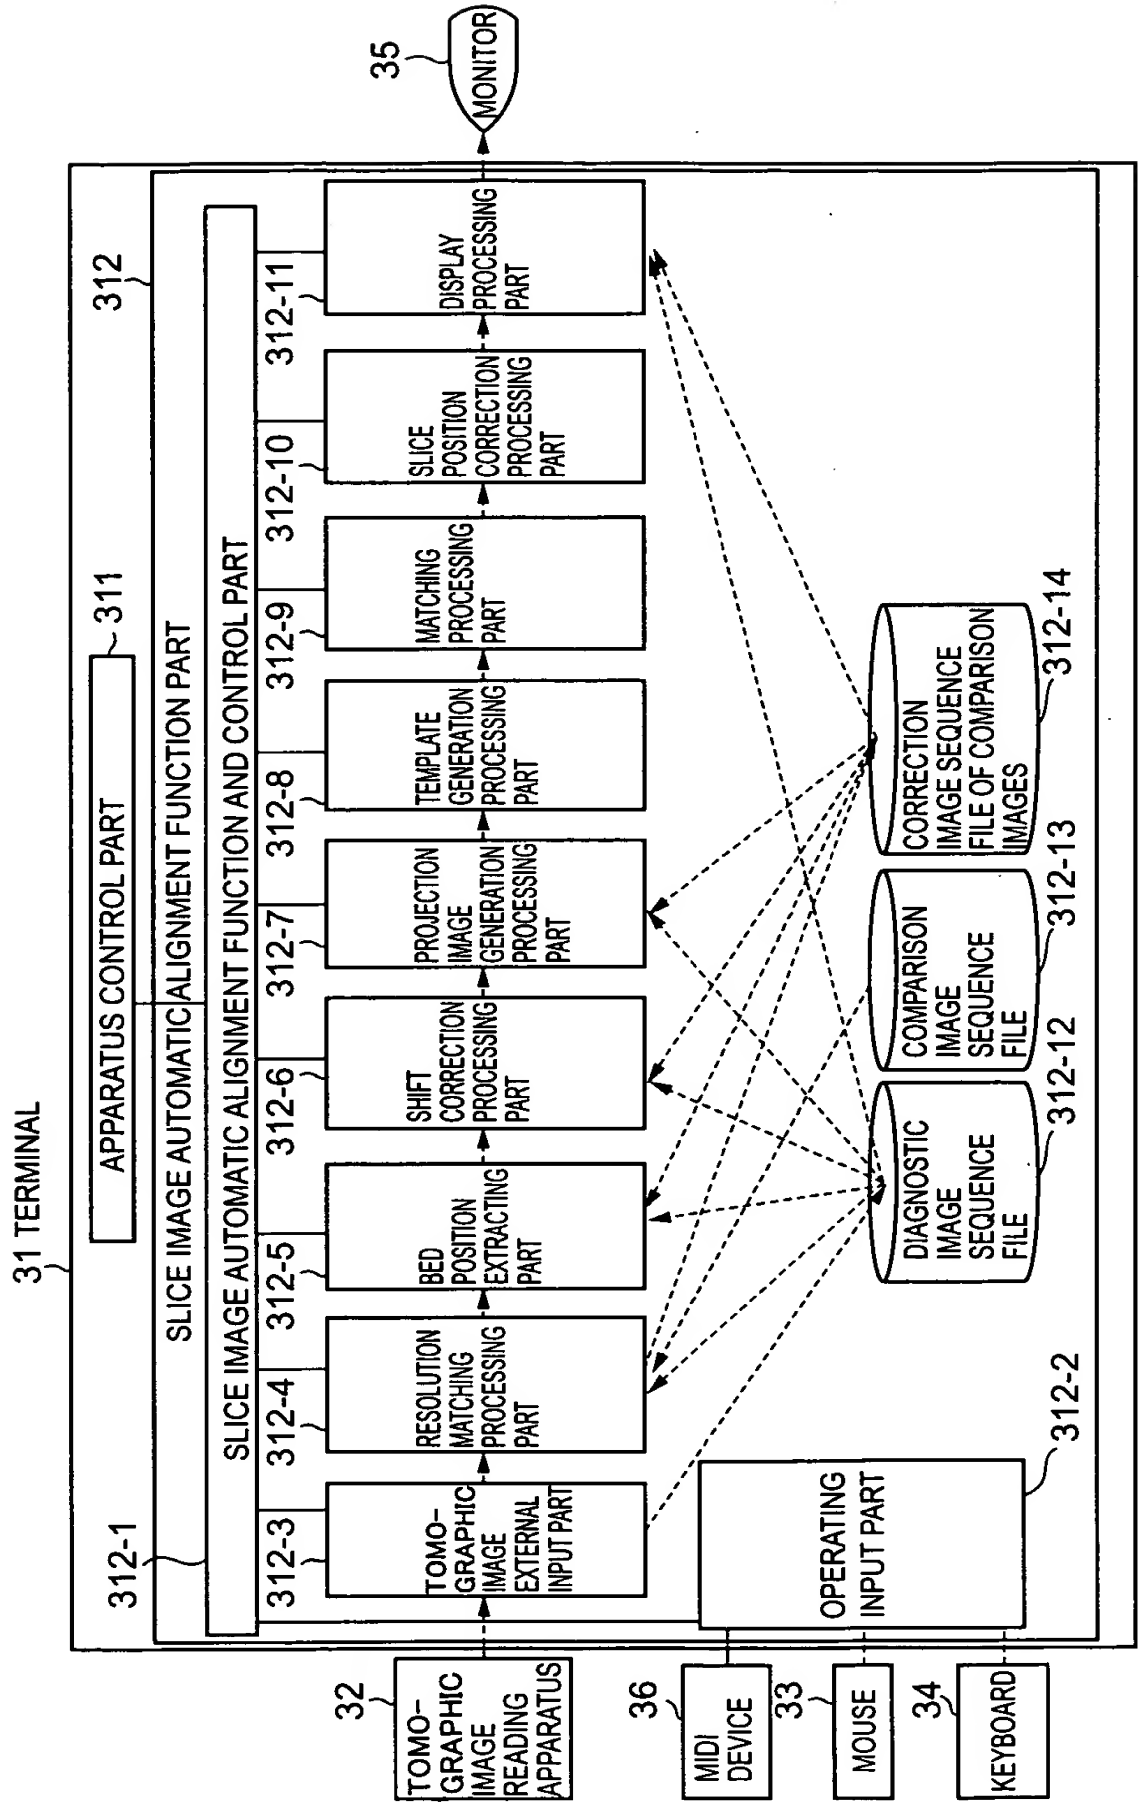 31 TERMINAL
APPARATUS CONTROL PART
311
312
SLICE IMAGE AUTOMATIC ALIGNMENT FUNCTION PART
312-1
SLICE IMAGE AUTOMATIC ALIGNMENT FUNCTION AND CONTROL PART
312-3
312-4
312-5
312-6
312-7
312-8
312-9
312-10
312-11
32
TOMO-
GRAPHIC
IMAGE
READING
APPARATUS
TOMO-
GRAPHIC
IMAGE
EXTERNAL
INPUT PART
RESOLUTION
MATCHING
PROCESSING
PART
BED
POSITION
EXTRACTING
PART
SHIFT
CORRECTION
PROCESSING
PART
PROJECTION
IMAGE
GENERATION
PROCESSING
PART
TEMPLATE
GENERATION
PROCESSING
PART
MATCHING
PROCESSING
PART
SLICE
POSITION
CORRECTION
PROCESSING
PART
DISPLAY
PROCESSING
PART
35
MONITOR
36
MIDI
DEVICE
33
MOUSE
34
KEYBOARD
OPERATING
INPUT PART
312-2
DIAGNOSTIC
IMAGE
SEQUENCE
FILE
312-12
COMPARISON
IMAGE
SEQUENCE
FILE
312-13
CORRECTION
IMAGE SEQUENCE
FILE OF COMPARISON
IMAGES
312-14